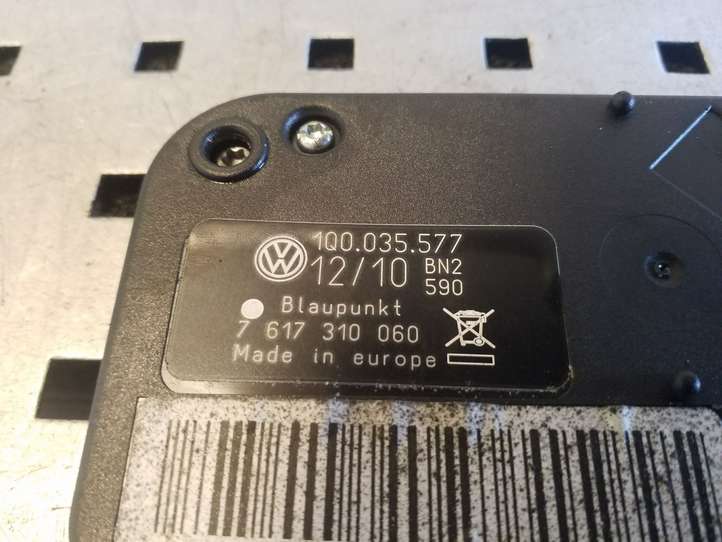 1Q0.035.577
12/10 BN2
590
Blaupunkt
7 617 310 060
Made in europe